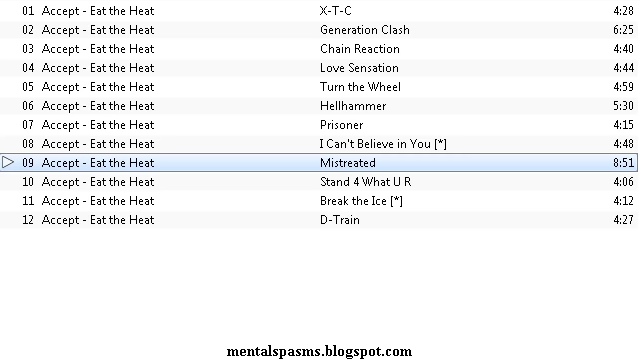 01 Accept - Eat the Heat X-T-C 4:28
02 Accept - Eat the Heat Generation Clash 6:25
03 Accept - Eat the Heat Chain Reaction 4:40
04 Accept - Eat the Heat Love Sensation 4:44
05 Accept - Eat the Heat Turn the Wheel 4:59
06 Accept - Eat the Heat Hellhammer 5:30
07 Accept - Eat the Heat Prisoner 4:15
08 Accept - Eat the Heat I Can't Believe in You [*] 4:48
09 Accept - Eat the Heat Mistreated 8:51
10 Accept - Eat the Heat Stand 4 What U R 4:06
11 Accept - Eat the Heat Break the Ice [*] 4:12
12 Accept - Eat the Heat D-Train 4:27
mentalspasms.blogspot.com